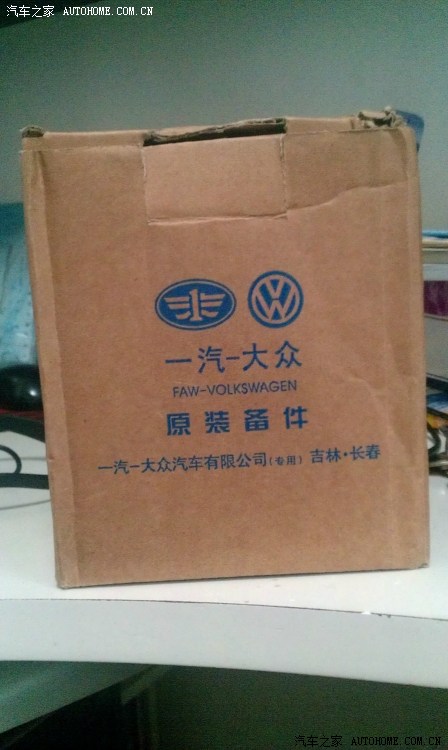 汽车之家 AUTOHOME.COM.CN
一汽-大众
FAW-VOLKSWAGEN
原装备件
一汽-大众汽车有限公司(专用) 吉林·长春
汽车之家 AUTOHOME.COM.CN